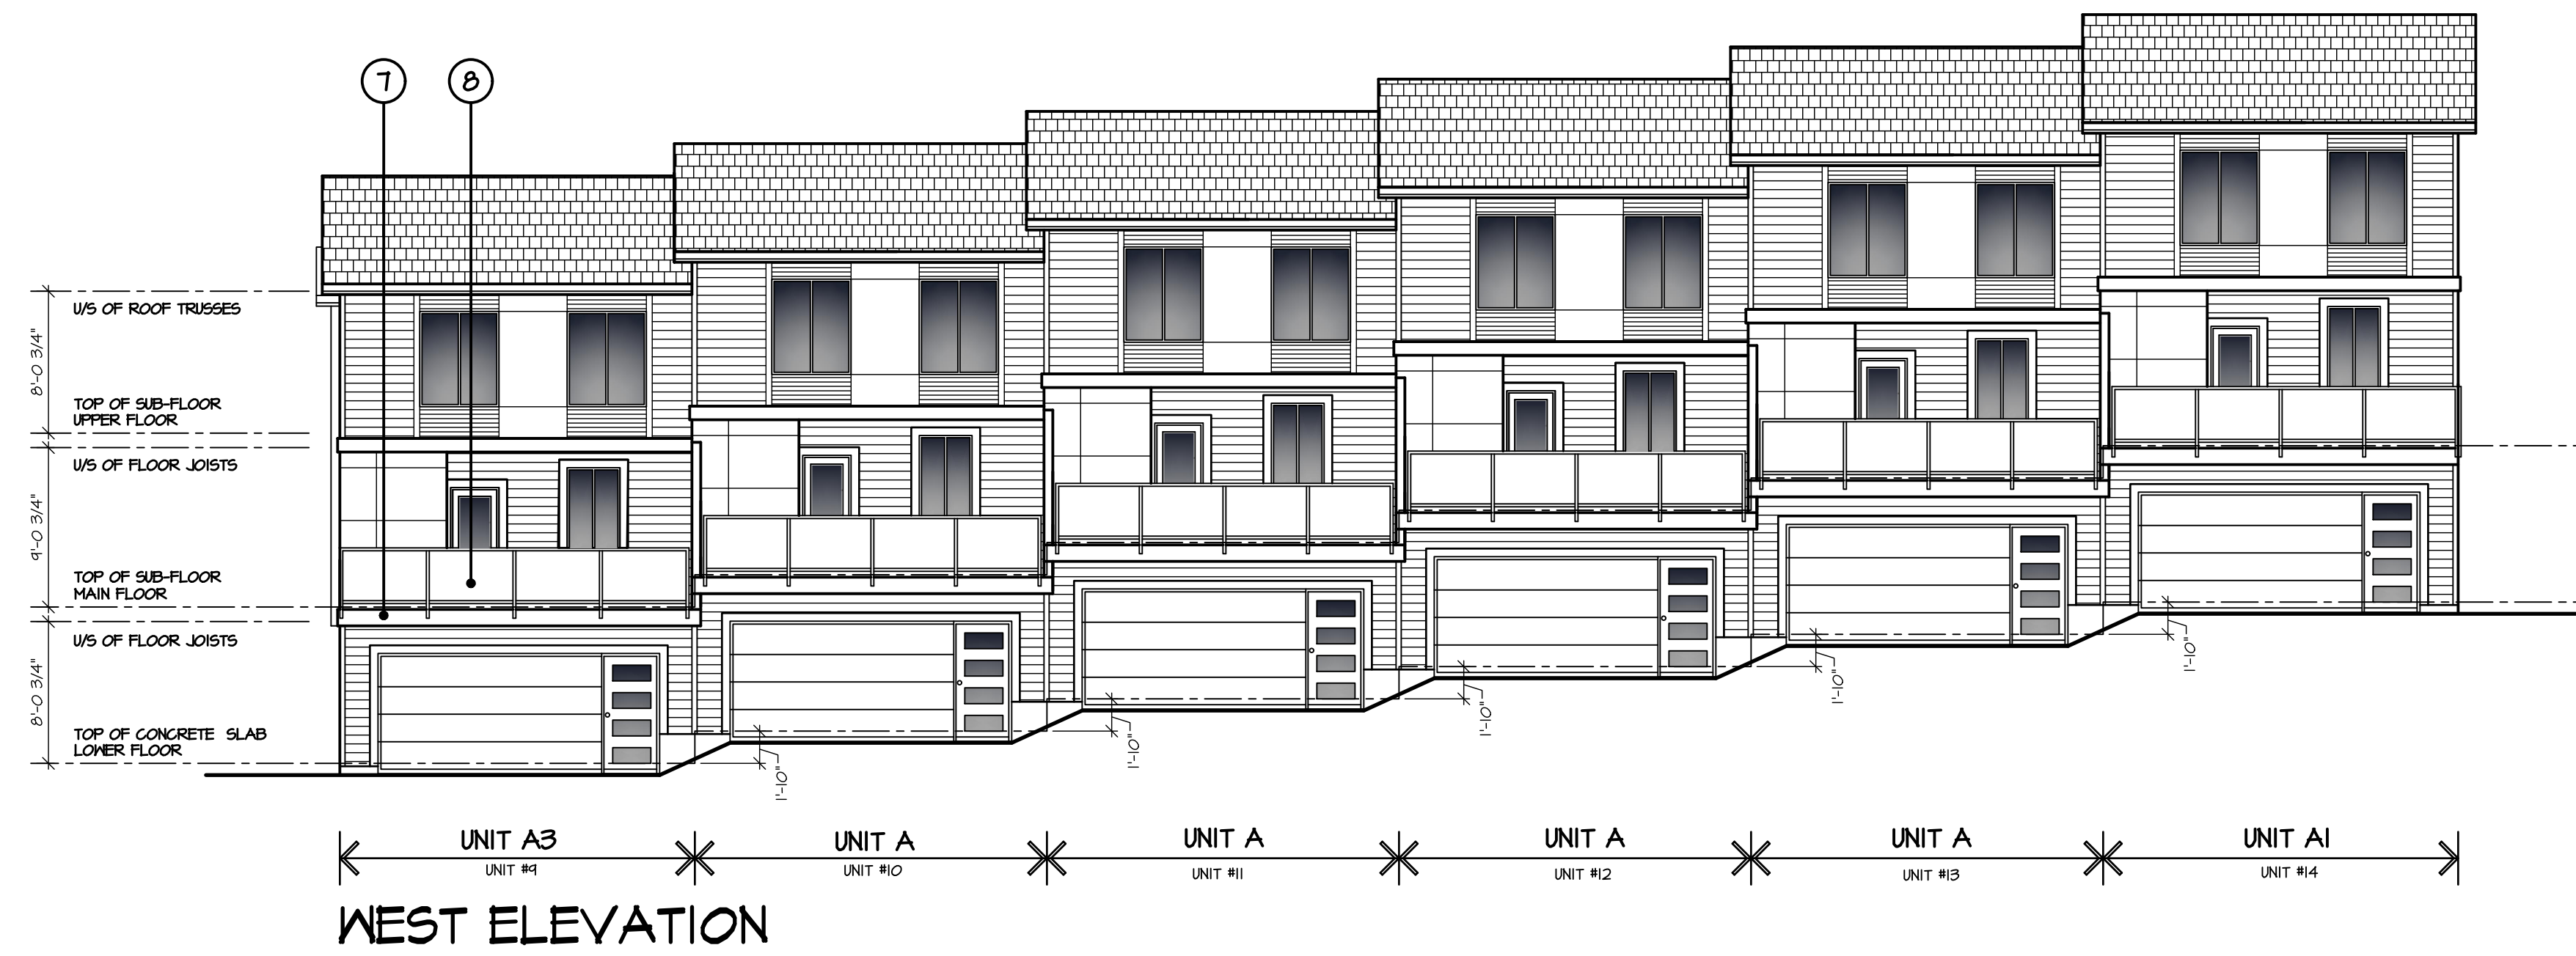 7
8
U/S OF ROOF TRUSSES
8'-0 3/4"
TOP OF SUB-FLOOR
UPPER FLOOR
U/S OF FLOOR JOISTS
9'-0 3/4"
TOP OF SUB-FLOOR
MAIN FLOOR
U/S OF FLOOR JOISTS
8'-0 3/4"
TOP OF CONCRETE SLAB
LOWER FLOOR
1'-10"
1'-10"
1'-10"
1'-10"
1'-10"
UNIT A3
UNIT #9
UNIT A
UNIT #10
UNIT A
UNIT #11
UNIT A
UNIT #12
UNIT A
UNIT #13
UNIT A1
UNIT #14
WEST ELEVATION